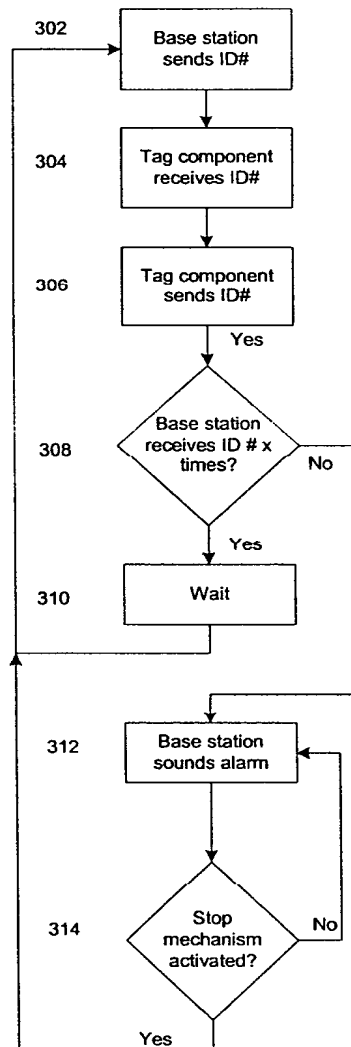 302
Base station
sends ID#
304
Tag component
receives ID#
306
Tag component
sends ID#
Yes
308
Base station
receives ID # x
times?
No
Yes
310
Wait
312
Base station
sounds alarm
314
Stop
mechanism
activated?
No
Yes